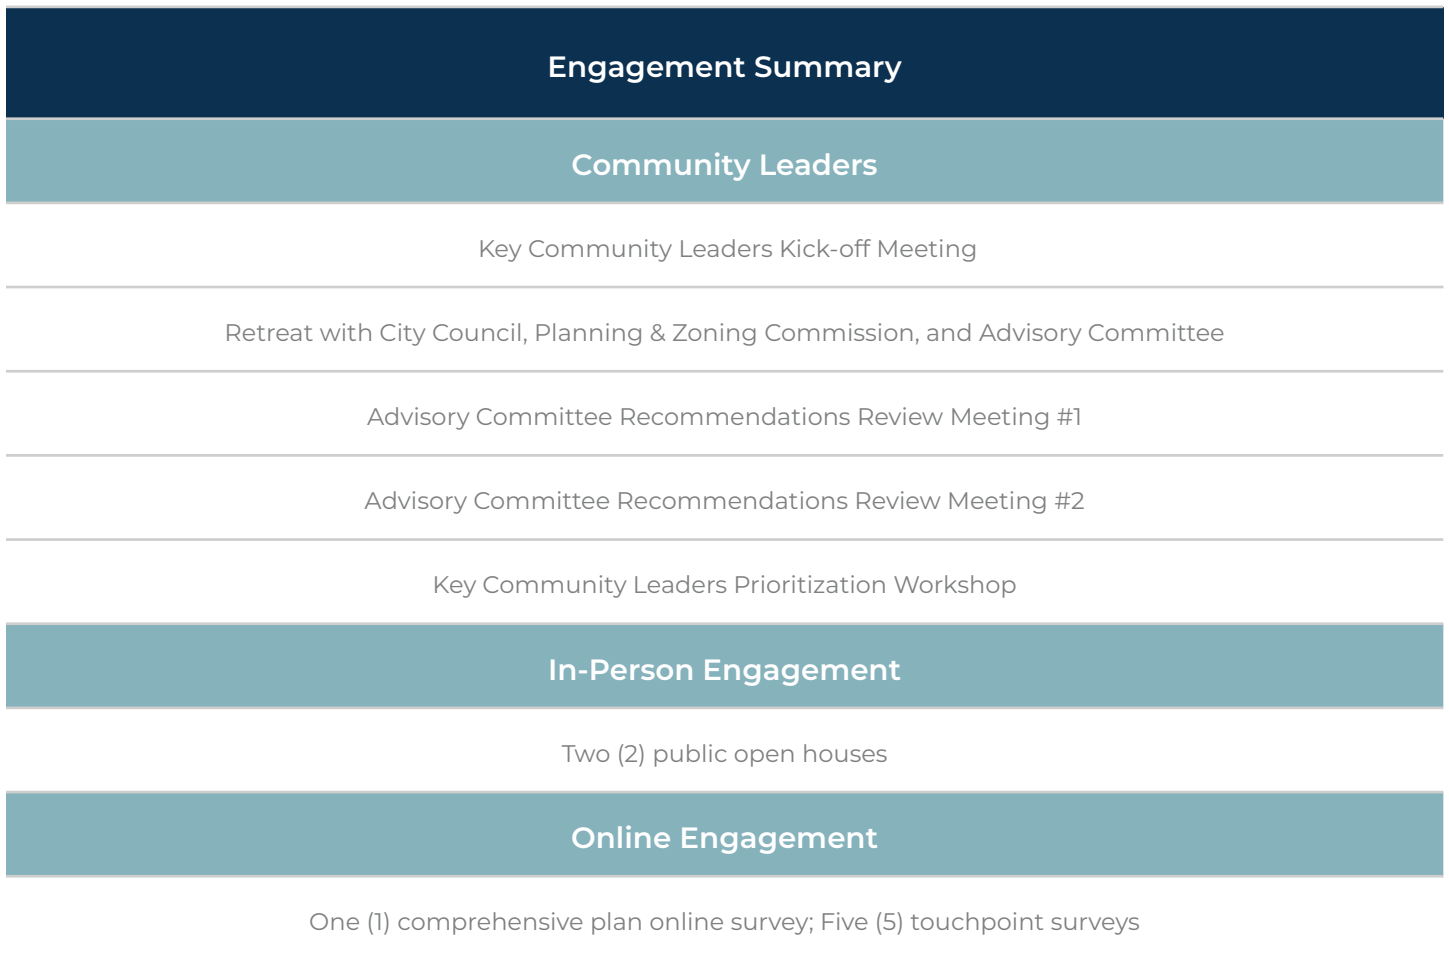 Engagement Summary
Community Leaders
Key Community Leaders Kick-off Meeting
Retreat with City Council, Planning & Zoning Commission, and Advisory Committee
Advisory Committee Recommendations Review Meeting #1
Advisory Committee Recommendations Review Meeting #2
Key Community Leaders Prioritization Workshop
In-Person Engagement
Two (2) public open houses
Online Engagement
One (1) comprehensive plan online survey; Five (5) touchpoint surveys